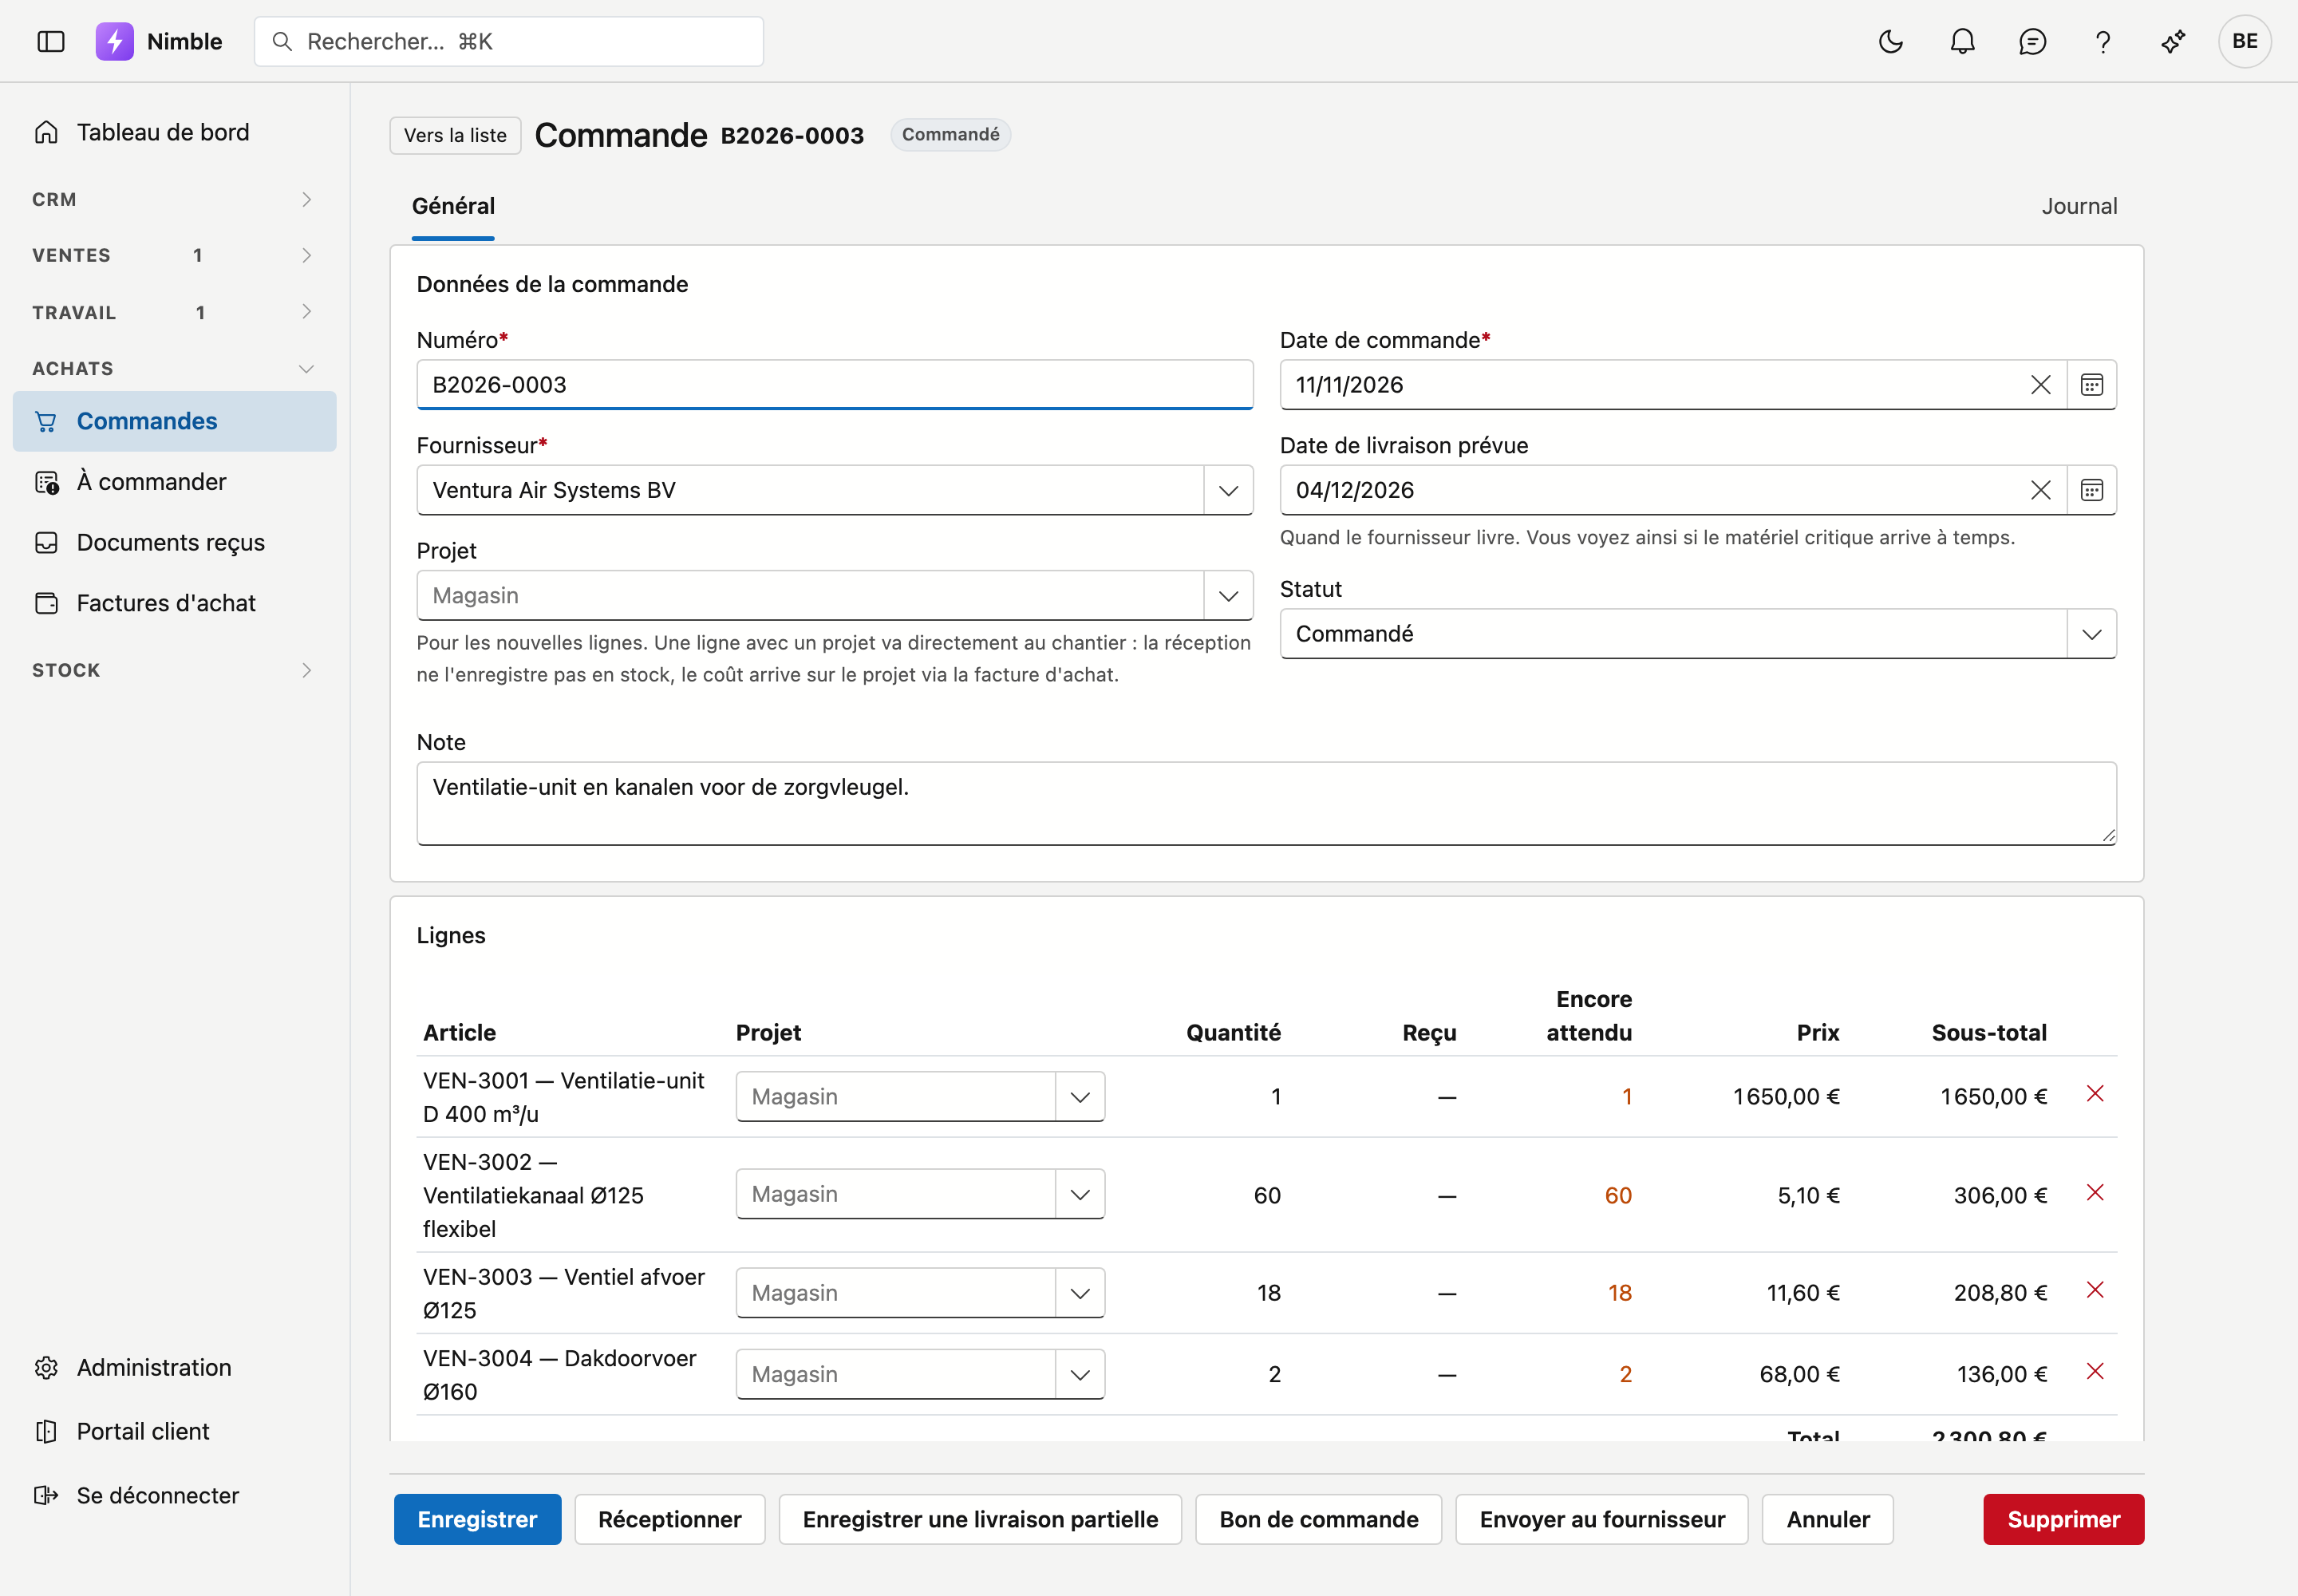 Nimble
Rechercher... ⌘K
BE
Tableau de bord
CRM
VENTES 1
TRAVAIL 1
ACHATS
Commandes
À commander
Documents reçus
Factures d'achat
STOCK
Administration
Portail client
Se déconnecter
Vers la liste Commande B2026-0003 Commandé
Général
Journal
Données de la commande
Numéro*
B2026-0003
Date de commande*
11/11/2026
Fournisseur*
Ventura Air Systems BV
Date de livraison prévue
04/12/2026
Quand le fournisseur livre. Vous voyez ainsi si le matériel critique arrive à temps.
Projet
Magasin
Pour les nouvelles lignes. Une ligne avec un projet va directement au chantier : la réception
ne l'enregistre pas en stock, le coût arrive sur le projet via la facture d'achat.
Statut
Commandé
Note
Ventilatie-unit en kanalen voor de zorgvleugel.
Lignes
Article Projet Quantité Reçu Encore attendu Prix Sous-total
VEN-3001 — Ventilatie-unit
D 400 m³/u
Magasin 1 — 1 1 650,00 € 1 650,00 €
VEN-3002 —
Ventilatiekanaal Ø125
flexibel
Magasin 60 — 60 5,10 € 306,00 €
VEN-3003 — Ventiel afvoer
Ø125
Magasin 18 — 18 11,60 € 208,80 €
VEN-3004 — Dakdoorvoer
Ø160
Magasin 2 — 2 68,00 € 136,00 €
Total 2 300,80 €
Enregistrer Réceptionner Enregistrer une livraison partielle Bon de commande Envoyer au fournisseur Annuler Supprimer